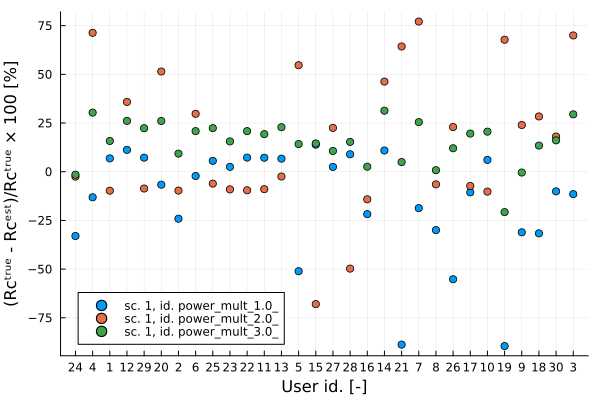 (Rcᵗʳᵘᵉ - Rcᵉˢᵗ)/Rcᵗʳᵘᵉ × 100 [%]
75
50
25
0
−25
−50
−75
sc. 1, id. power_mult_1.0_
sc. 1, id. power_mult_2.0_
sc. 1, id. power_mult_3.0_
24 4 1 12 29 20 2 6 25 23 22 11 13 5 15 27 28 16 14 21 7 8 26 17 10 19 9 18 30 3
User id. [-]